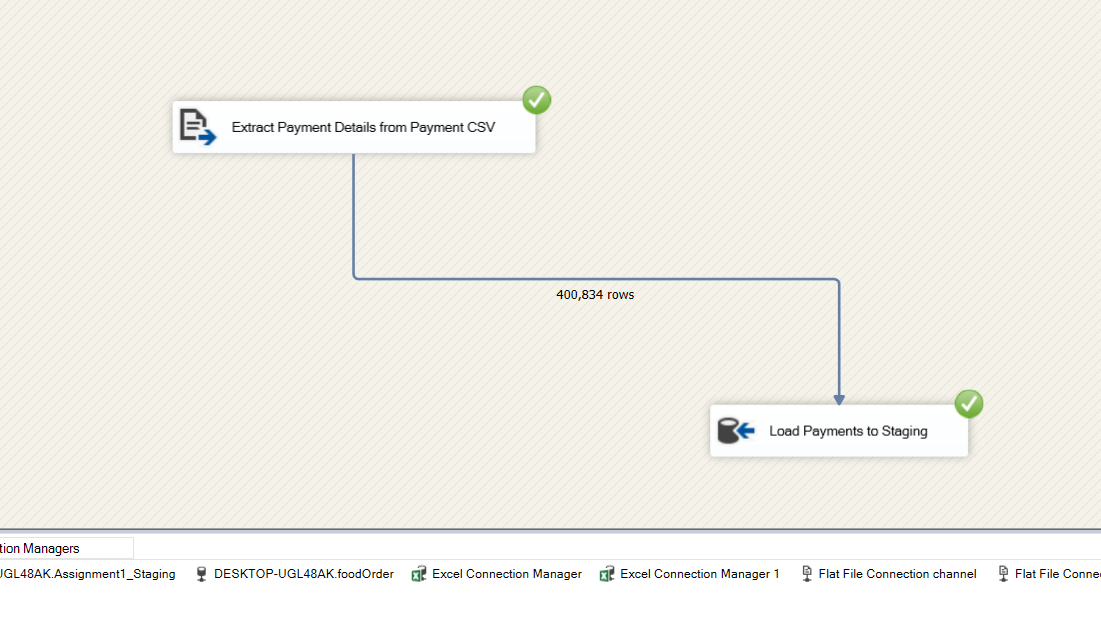 Extract Payment Details from Payment CSV
400,834 rows
Load Payments to Staging
tion Managers
JGL48AK.Assignment1_Staging
DESKTOP-UGL48AK.foodOrder
Excel Connection Manager
Excel Connection Manager 1
Flat File Connection channel
Flat File Conne